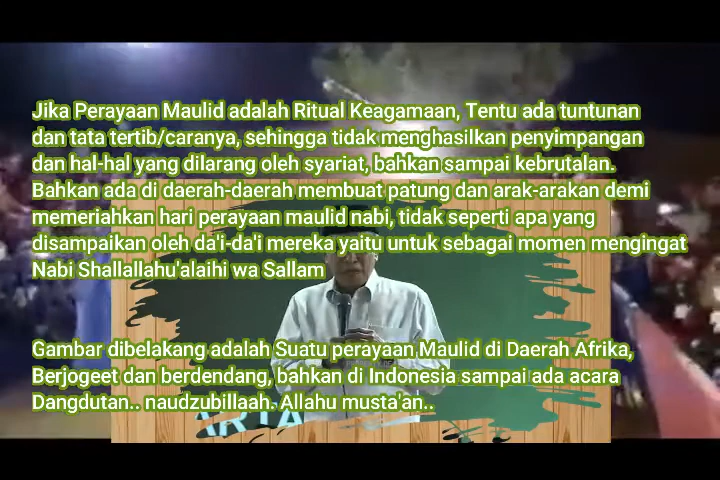 Jika Perayaan Maulid adalah Ritual Keagamaan, Tentu ada tuntunan
dan tata tertib/caranya, sehingga tidak menghasilkan penyimpangan
dan hal-hal yang dilarang oleh syariat, bahkan sampai kebrutalan.
Bahkan ada di daerah-daerah membuat patung dan arak-arakan demi
memeriahkan hari perayaan maulid nabi, tidak seperti apa yang
disampaikan oleh da'i-da'i mereka yaitu untuk sebagai momen mengingat
Nabi Shallallahu'alaihi wa Sallam
Gambar dibelakang adalah Suatu perayaan Maulid di Daerah Afrika,
Berjogeet dan berdendang, bahkan di Indonesia sampai ada acara
Dangdutan.. naudzubillaah. Allahu musta'an..